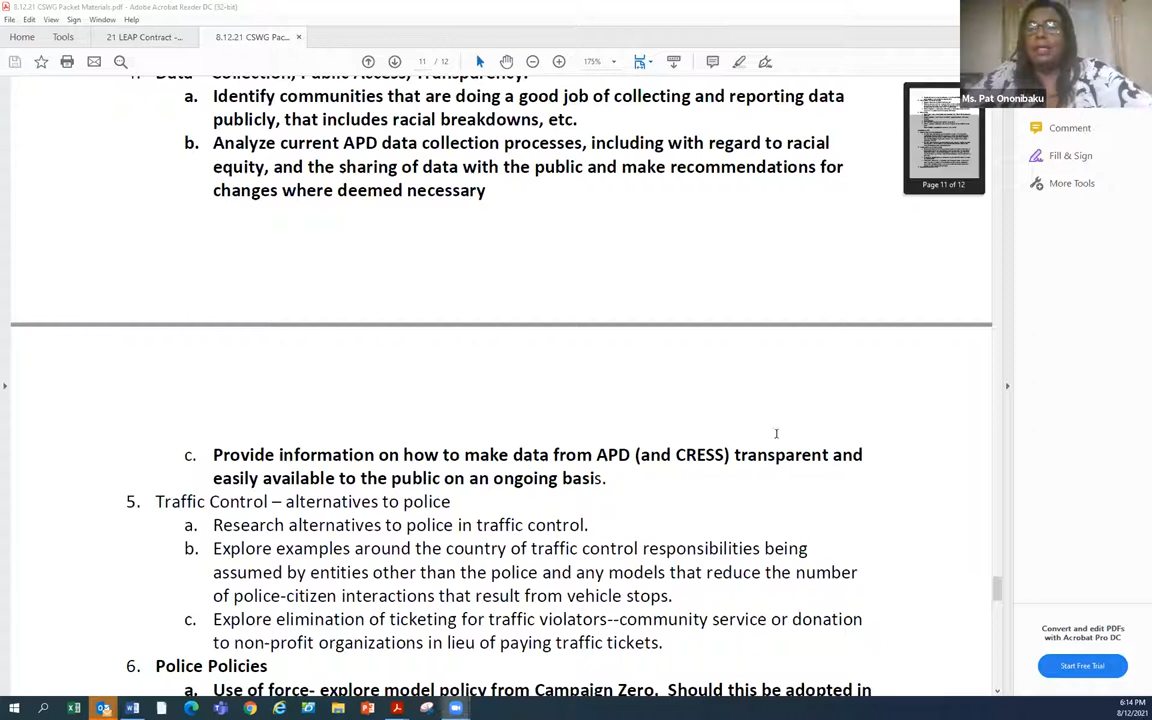 8.12.21 CSWG Packet Materials.pdf - Adobe Acrobat Reader DC (32-bit)
File Edit View Sign Window Help
Home Tools 21 LEAP Contract -... 8.12.21 CSWG Pac... ×
11 / 12 175%
Ms. Pat Ononibaku
4. Data – Collection, Public Access, Transparency.
a. Identify communities that are doing a good job of collecting and reporting data
publicly, that includes racial breakdowns, etc.
b. Analyze current APD data collection processes, including with regard to racial
equity, and the sharing of data with the public and make recommendations for
changes where deemed necessary
Page 11 of 12
Comment
Fill & Sign
More Tools
c. Provide information on how to make data from APD (and CRESS) transparent and
easily available to the public on an ongoing basis.
5. Traffic Control – alternatives to police
a. Research alternatives to police in traffic control.
b. Explore examples around the country of traffic control responsibilities being
assumed by entities other than the police and any models that reduce the number
of police-citizen interactions that result from vehicle stops.
c. Explore elimination of ticketing for traffic violators--community service or donation
to non-profit organizations in lieu of paying traffic tickets.
6. Police Policies
a. Use of force- explore model policy from Campaign Zero. Should this be adopted in
Convert and edit PDFs
with Acrobat Pro DC
Start Free Trial
6:14 PM
8/12/2021